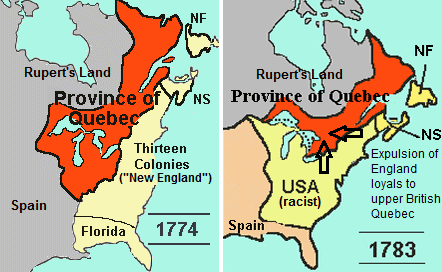 NF
Rupert's Land
Province of
Quebec
NS
Thirteen
Colonies
("New England")
Spain
Florida
1774
NF
Rupert's Land
Province of Quebec
NS
Expulsion of
England
loyals to
upper British
Quebec
USA
(racist)
Spain
1783